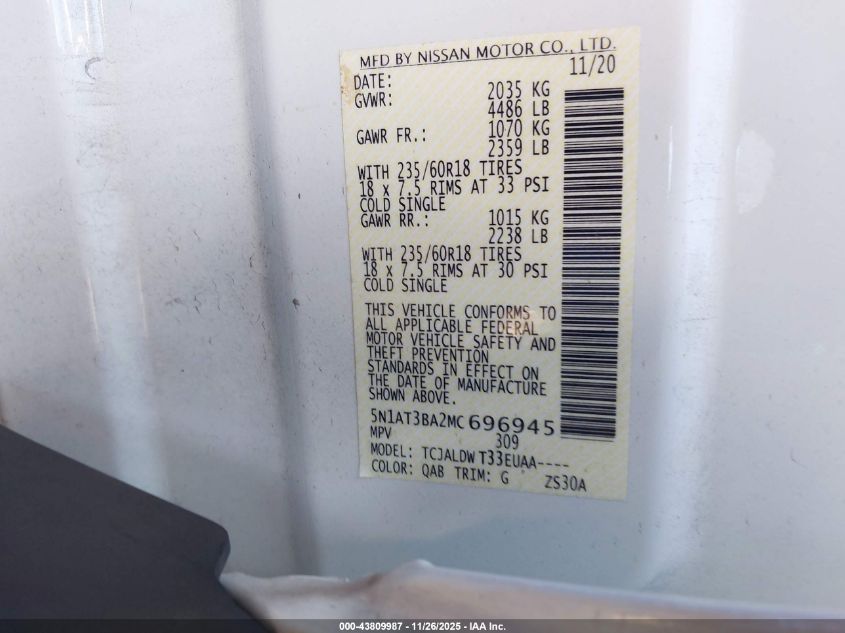 MFD BY NISSAN MOTOR CO., LTD.
DATE: 11/20
GVWR: 2035 KG
4486 LB
GAWR FR.: 1070 KG
2359 LB
WITH 235/60R18 TIRES
18 x 7.5 RIMS AT 33 PSI
COLD SINGLE
GAWR RR.: 1015 KG
2238 LB
WITH 235/60R18 TIRES
18 x 7.5 RIMS AT 30 PSI
COLD SINGLE
THIS VEHICLE CONFORMS TO
ALL APPLICABLE FEDERAL
MOTOR VEHICLE SAFETY AND
THEFT PREVENTION
STANDARDS IN EFFECT ON
THE DATE OF MANUFACTURE
SHOWN ABOVE.
5N1AT3BA2MC696945
MPV 309
MODEL: TCJALDW T33EUAA----
COLOR: QAB TRIM: G ZS30A
000-43809987 - 11/26/2025 - IAA Inc.